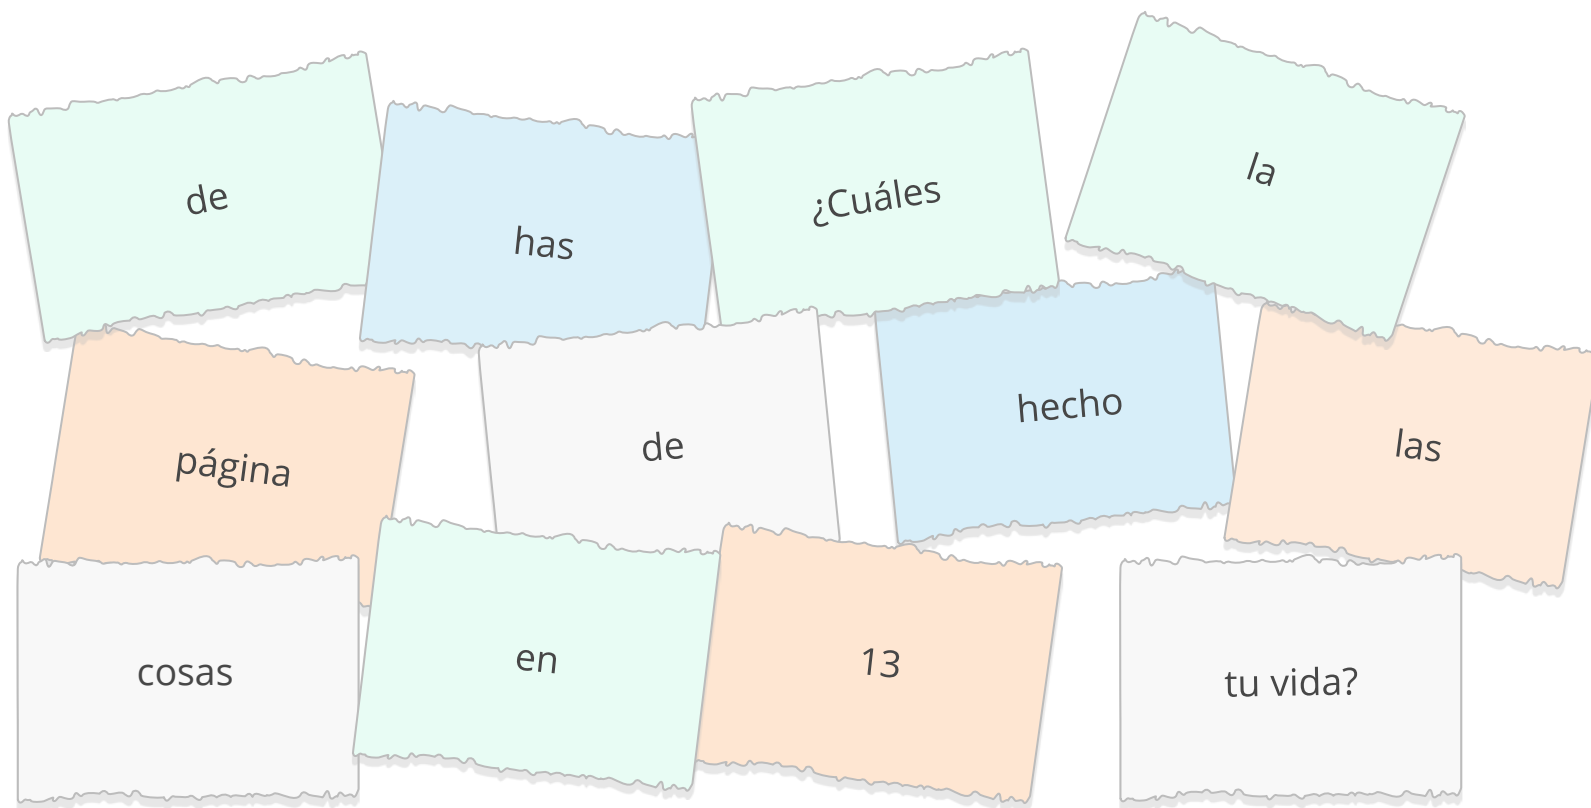 de
has
¿Cuáles
la
página
de
hecho
las
cosas
en
13
tu vida?